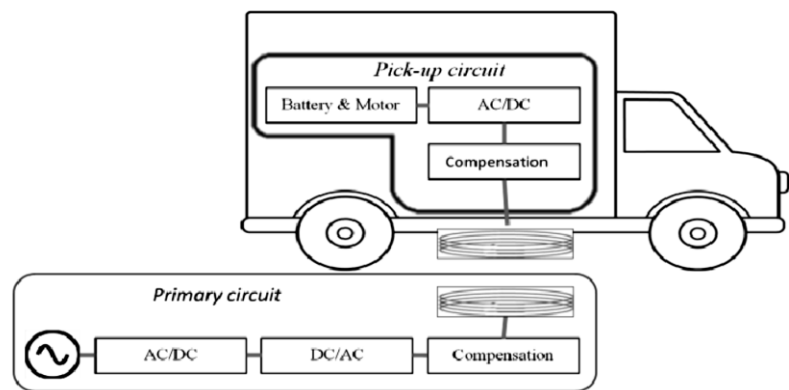 Pick-up circuit
Battery & Motor
AC/DC
Compensation
Primary circuit
AC/DC
DC/AC
Compensation